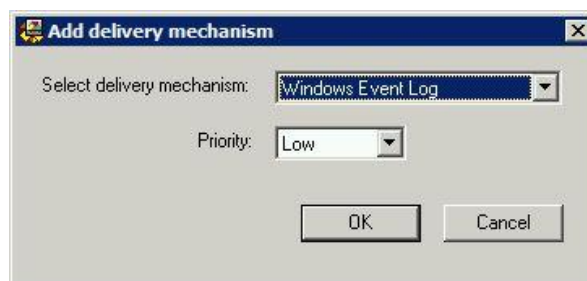 Add delivery mechanism
Select delivery mechanism: Windows Event Log
Priority: Low
OK Cancel